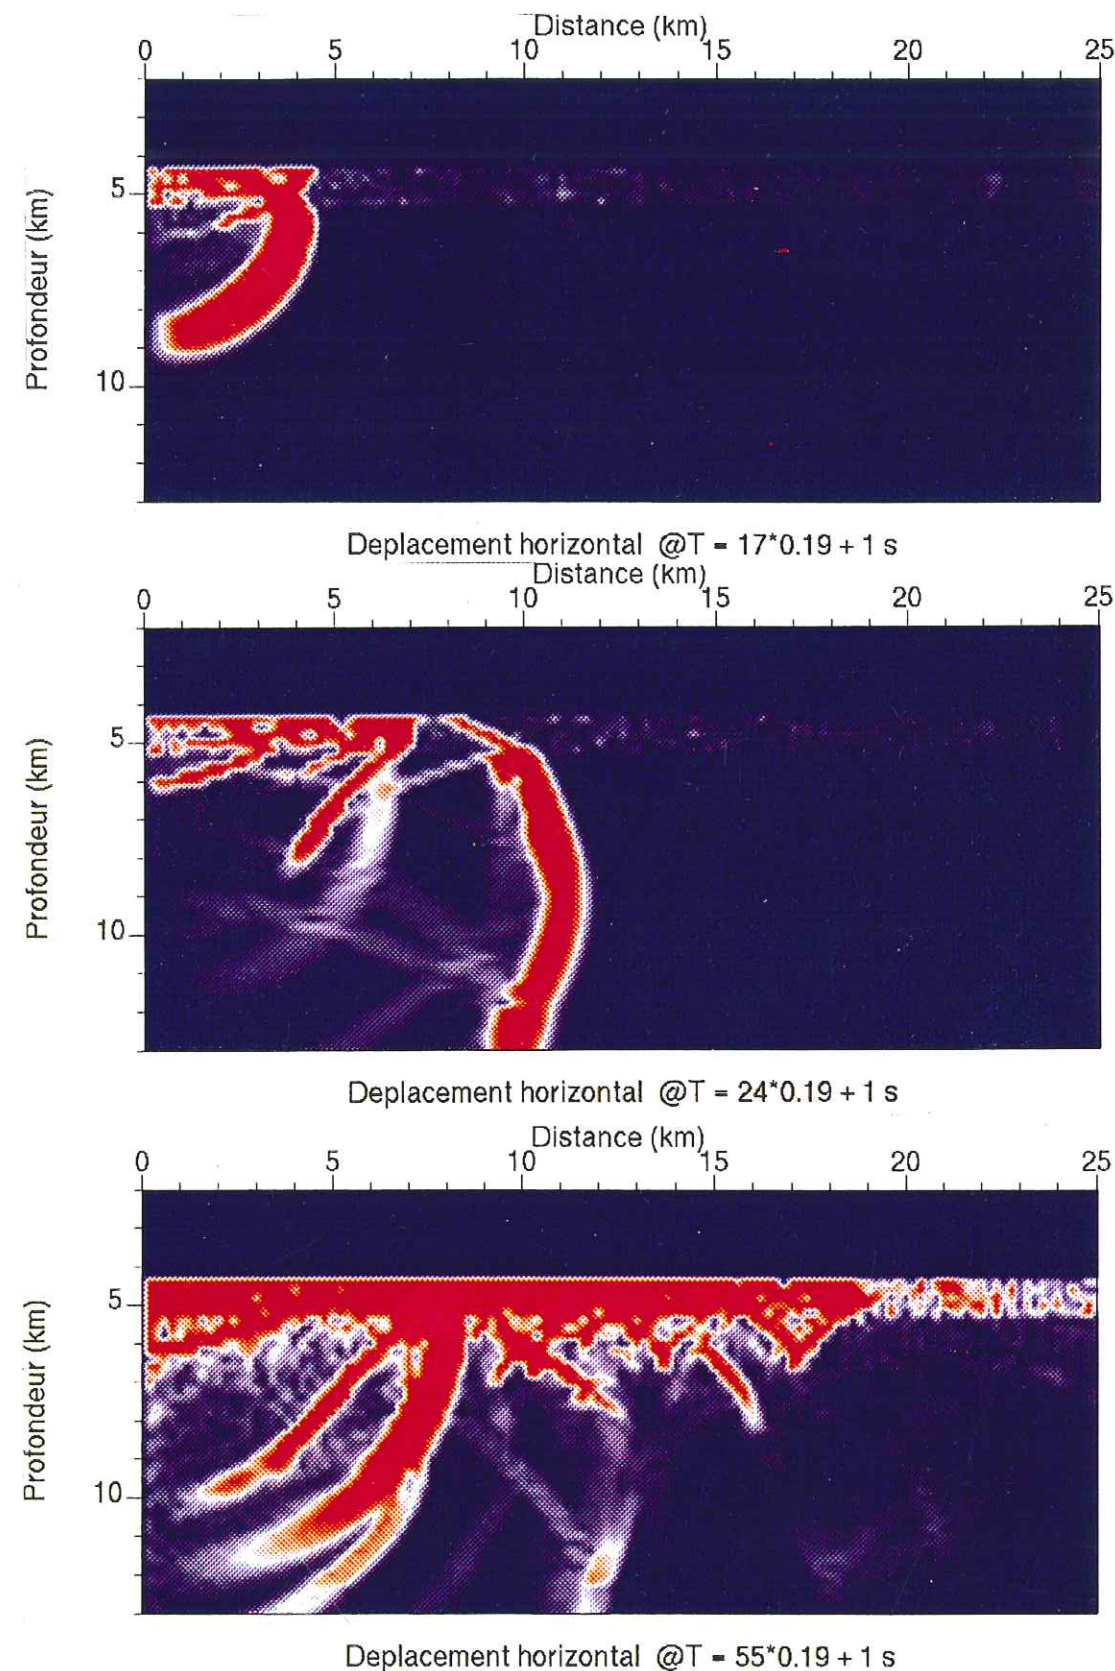 Distance (km)
0 5 10 15 20 25
Profondeur (km)
5
10
Deplacement horizontal @T = 17*0.19 + 1 s
Distance (km)
0 5 10 15 20 25
Profondeur (km)
5
10
Deplacement horizontal @T = 24*0.19 + 1 s
Distance (km)
0 5 10 15 20 25
Profondeur (km)
5
10
Deplacement horizontal @T = 55*0.19 + 1 s